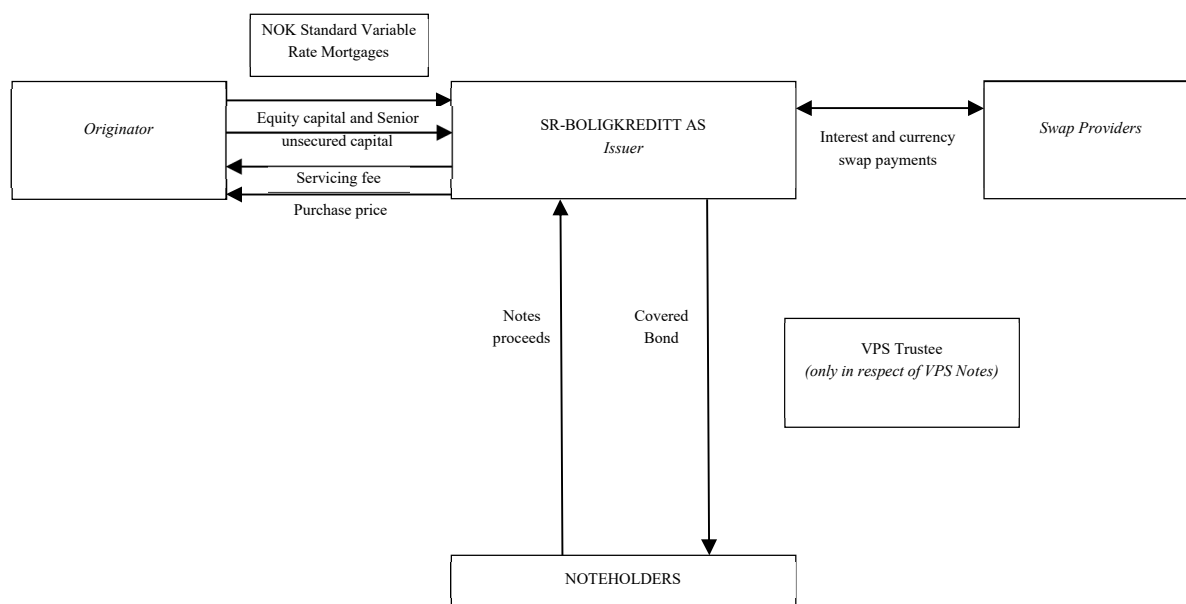 NOK Standard Variable
Rate Mortgages
Originator
Equity capital and Senior
unsecured capital
Servicing fee
Purchase price
SR-BOLIGKREDITT AS
Issuer
Interest and currency
swap payments
Swap Providers
Notes
proceeds
Covered
Bond
VPS Trustee
(only in respect of VPS Notes)
NOTEHOLDERS